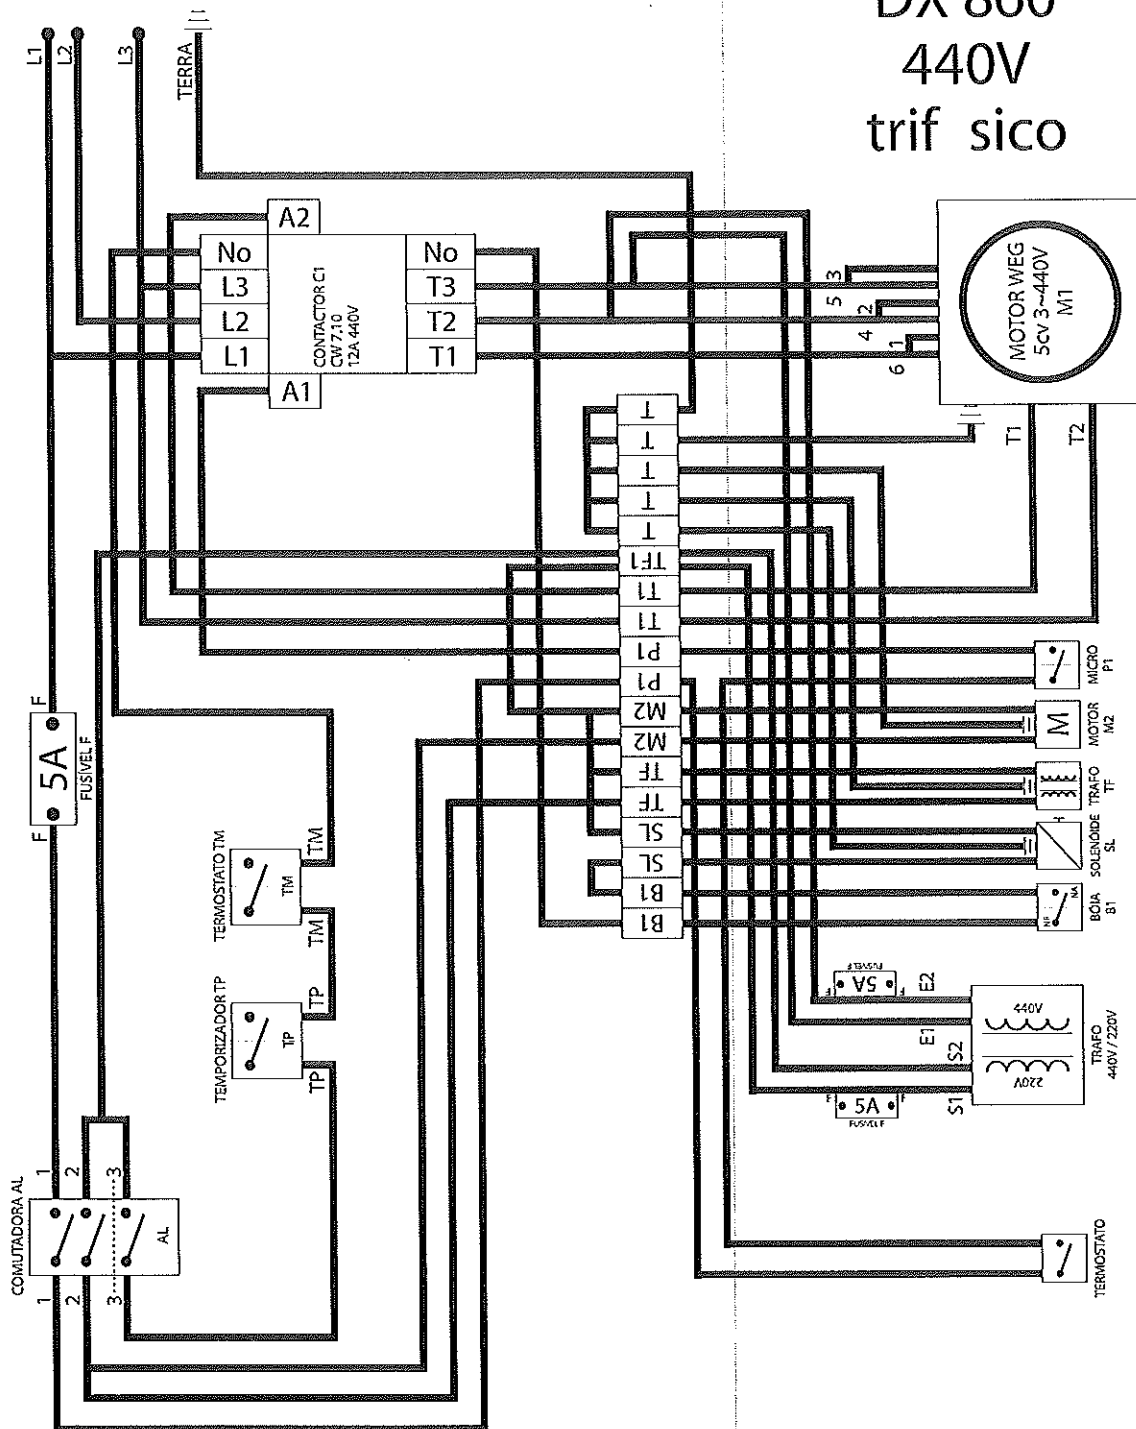 DX 860
440V
trif sico
L1
L2
L3
TERRA
A2
No
L3
L2
L1
A1
CONTACTOR C1
CW 7.10
12A 440V
No
T3
T2
T1
3
5
2
4
1
6
MOTOR WEG
5cv 3~440V
M1
T1
T2
T
T
T
T
T
TF1
T1
T1
P1
P1
M2
M2
TF
TF
SL
SL
B1
B1
F
5A
F
FUSÍVEL F
TERMOSTATO TM
TM
TM
TM
TEMPORIZADOR TP
TP
TP
TP
COMUTADORA AL
1
2
3
1
2
3
AL
MICRO
P1
M
MOTOR
M2
TRAFO
TF
SOLENÓIDE
SL
NF
NA
BÓIA
B1
FUSÍVEL F
F
5A
F
E2
E1
S2
S1
F
5A
F
FUSÍVEL F
440V
220V
TRAFO
440V / 220V
TERMOSTATO